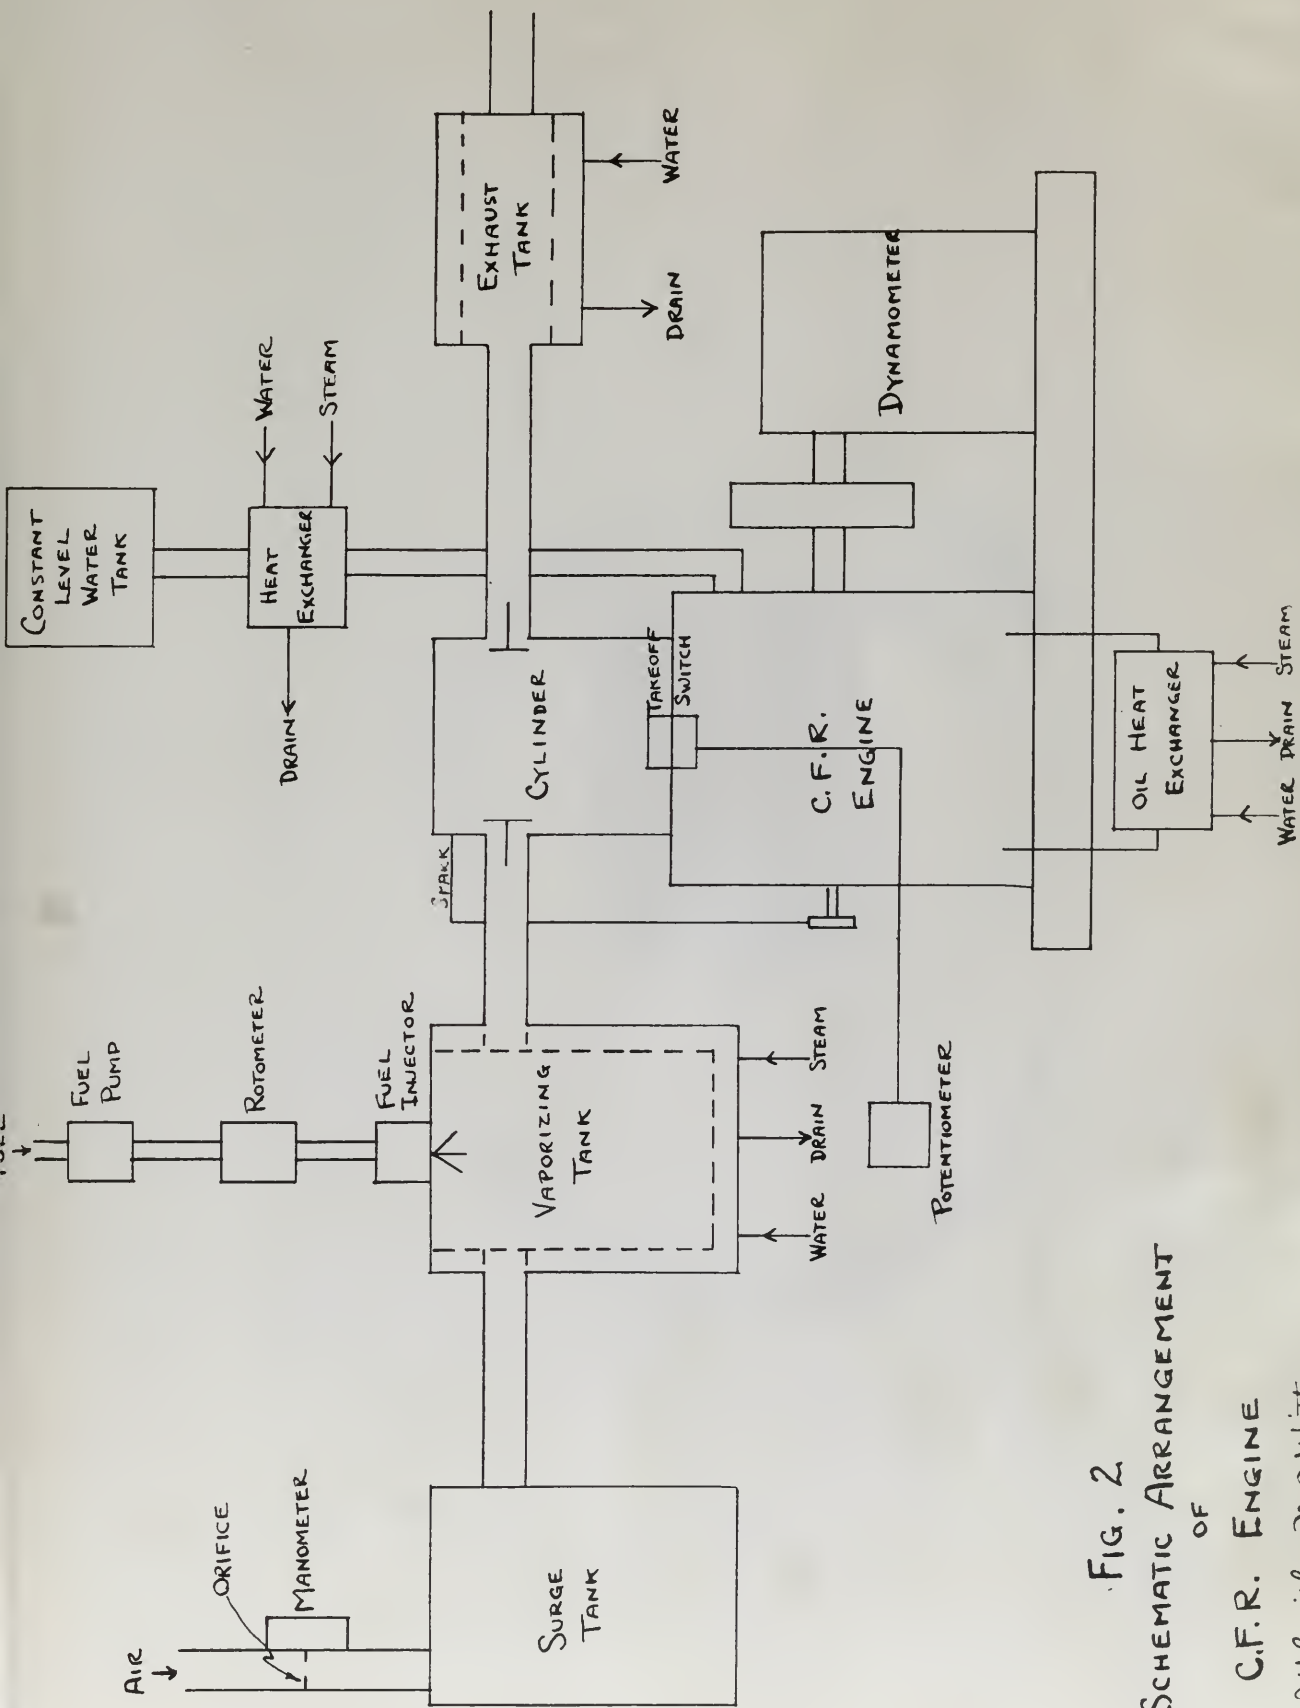 AIR
ORIFICE
MANOMETER
SURGE
TANK
FUEL
PUMP
ROTOMETER
FUEL
INJECTOR
VAPORIZING
TANK
WATER DRAIN STEAM
SPARK
CYLINDER
TAKEOFF
SWITCH
C.F.R.
ENGINE
POTENTIOMETER
CONSTANT
LEVEL
WATER
TANK
HEAT
EXCHANGER
WATER
STEAM
DRAIN
EXHAUST
TANK
DRAIN
WATER
DYNAMOMETER
OIL HEAT
EXCHANGER
WATER DRAIN STEAM
FIG. 2
SCHEMATIC ARRANGEMENT
OF
C.F.R. ENGINE